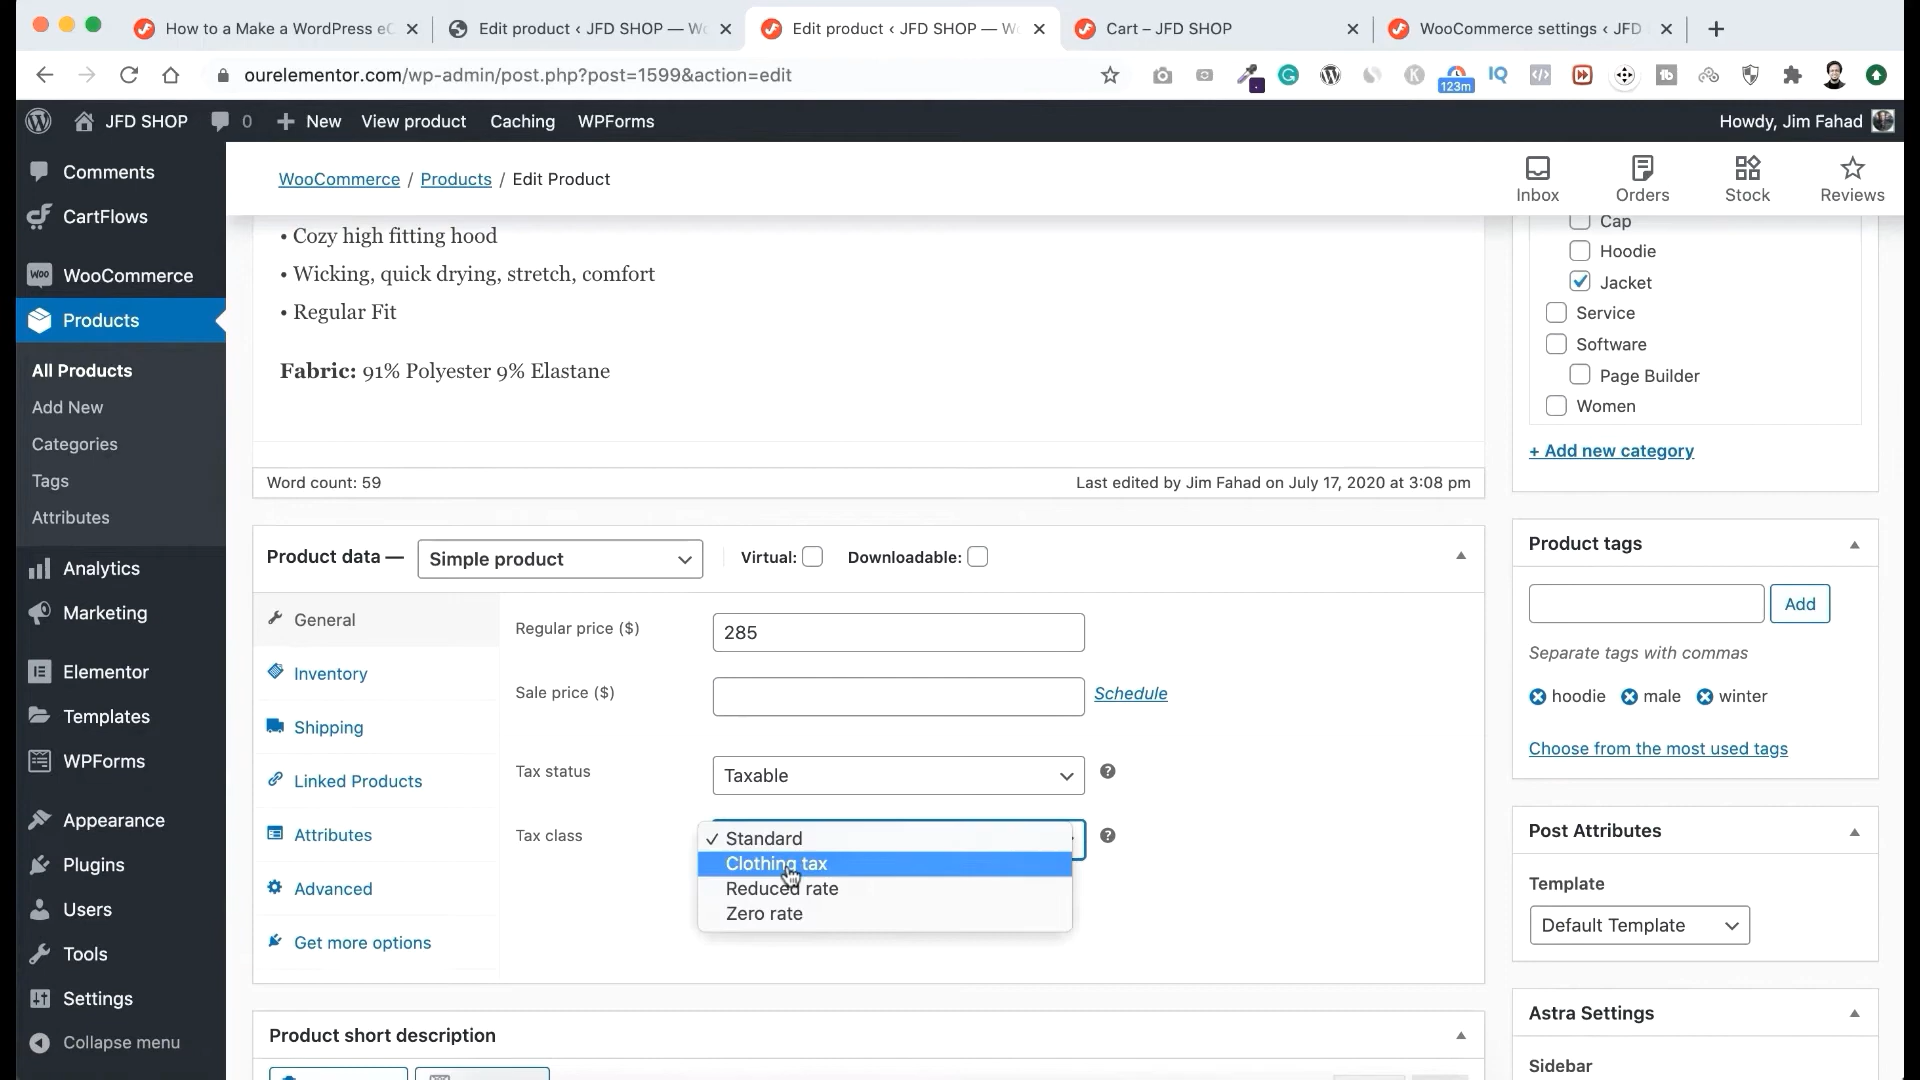 How to a Make a WordPress eC
Edit product ‹ JFD SHOP — Wo
Edit product ‹ JFD SHOP — W
Cart – JFD SHOP
WooCommerce settings ‹ JFD
ourelementor.com/wp-admin/post.php?post=1599&action=edit
123m
IQ
JFD SHOP
0
New
View product
Caching
WPForms
Howdy, Jim Fahad
Comments
CartFlows
WooCommerce
Products
All Products
Add New
Categories
Tags
Attributes
Analytics
Marketing
Elementor
Templates
WPForms
Appearance
Plugins
Users
Tools
Settings
Collapse menu
WooCommerce / Products / Edit Product
Inbox
Orders
Stock
Reviews
• Cozy high fitting hood
• Wicking, quick drying, stretch, comfort
• Regular Fit
Fabric: 91% Polyester 9% Elastane
Word count: 59
Last edited by Jim Fahad on July 17, 2020 at 3:08 pm
Product data — Simple product
Virtual:
Downloadable:
General
Inventory
Shipping
Linked Products
Attributes
Advanced
Get more options
Regular price ($)
285
Sale price ($)
Schedule
Tax status
Taxable
Tax class
Standard
Clothing tax
Reduced rate
Zero rate
Product short description
Cap
Hoodie
Jacket
Service
Software
Page Builder
Women
+ Add new category
Product tags
Add
Separate tags with commas
hoodie
male
winter
Choose from the most used tags
Post Attributes
Template
Default Template
Astra Settings
Sidebar